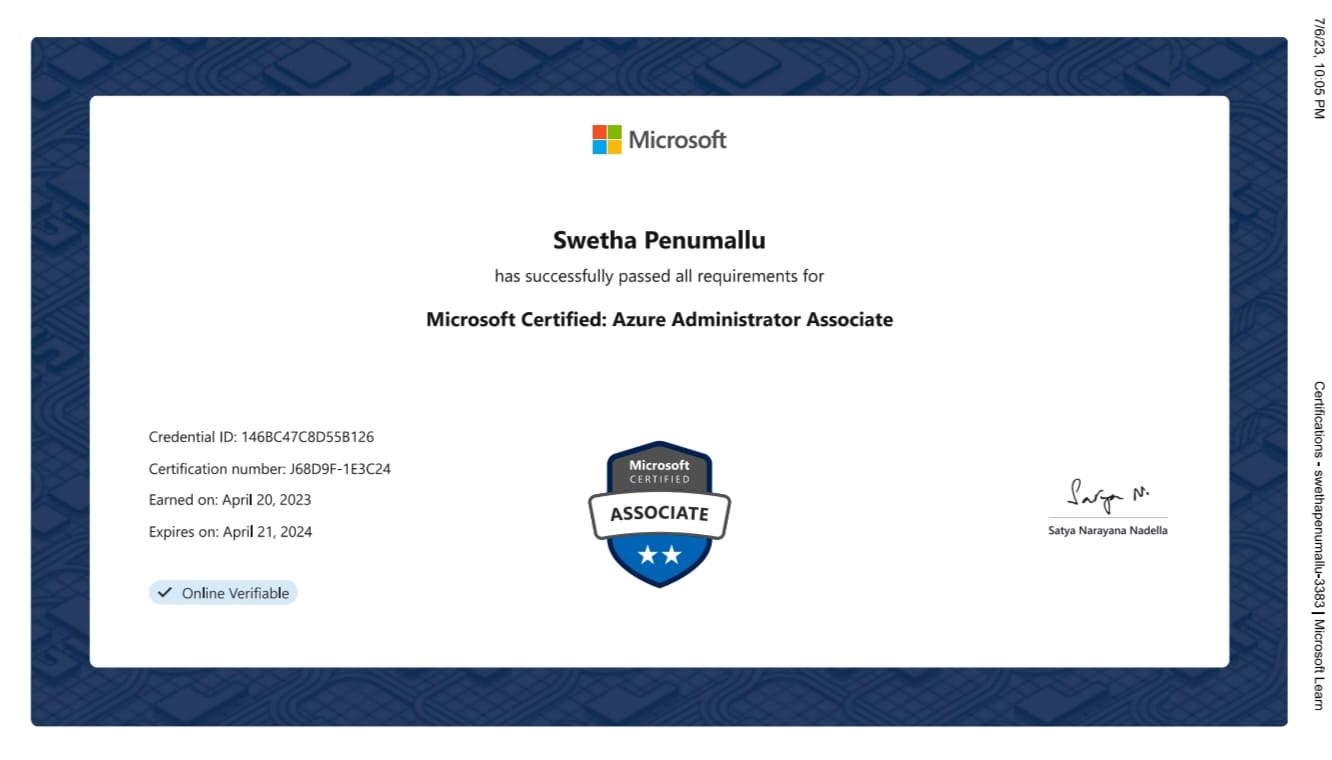 Microsoft
Swetha Penumallu
has successfully passed all requirements for
Microsoft Certified: Azure Administrator Associate
Credential ID: 146BC47C8D55B126
Certification number: J68D9F-1E3C24
Earned on: April 20, 2023
Expires on: April 21, 2024
Online Verifiable
Microsoft
CERTIFIED
ASSOCIATE
Satya N.
Satya Narayana Nadella
7/6/23, 10:05 PM
Certifications - swethapenumallu-3383 | Microsoft Learn